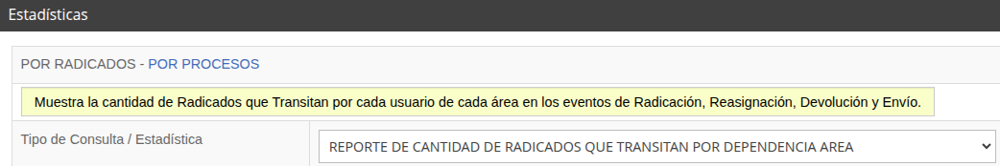 Estadísticas
POR RADICADOS - POR PROCESOS
Muestra la cantidad de Radicados que Transitan por cada usuario de cada área en los eventos de Radicación, Reasignación, Devolución y Envío.
Tipo de Consulta / Estadística
REPORTE DE CANTIDAD DE RADICADOS QUE TRANSITAN POR DEPENDENCIA AREA